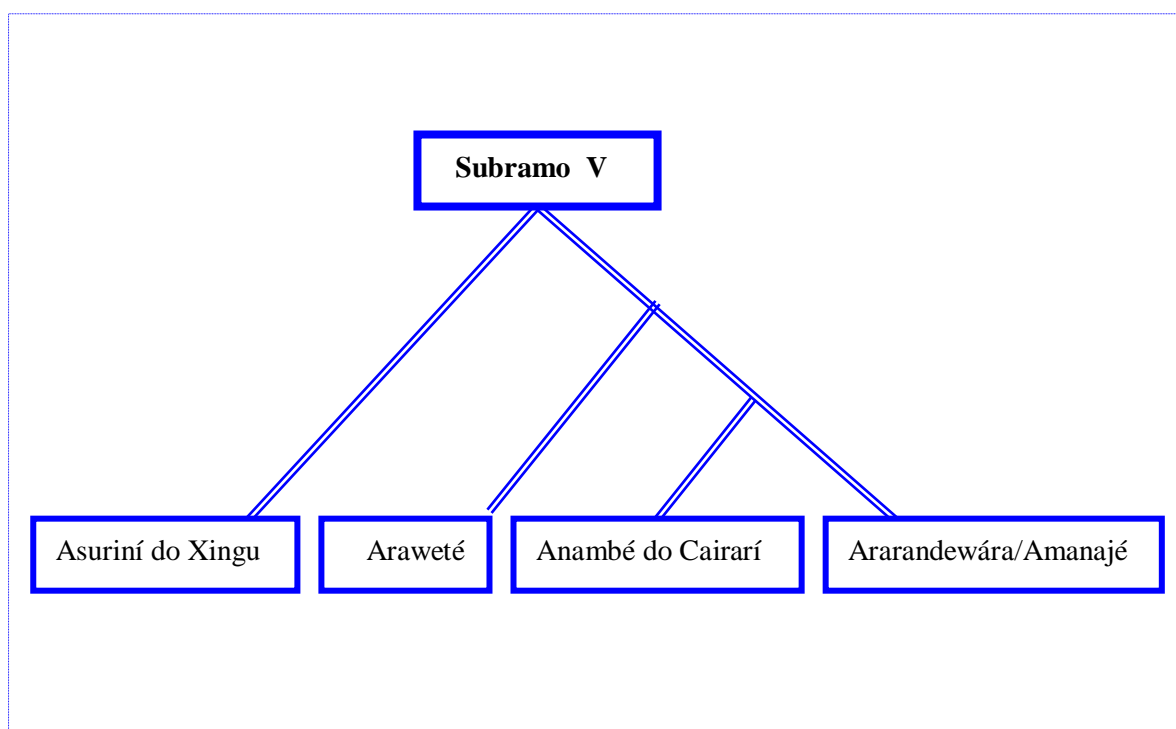 Subramo V
Asuriní do Xingu
Araweté
Anambé do Cairarí
Ararandewára/Amanajé